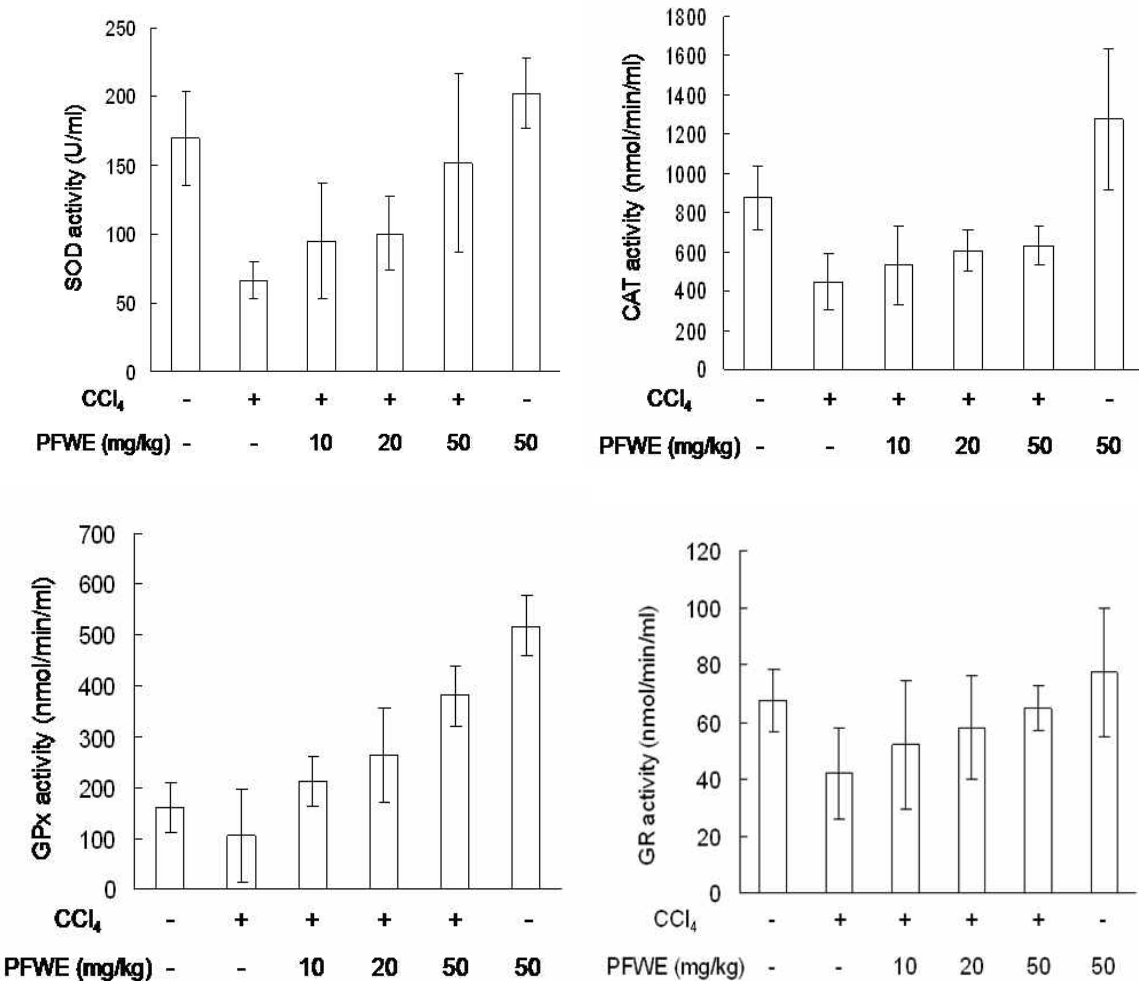 SOD activity (U/ml)
250
200
150
100
50
0
CCl₄ - + + + + -
PFWE (mg/kg) - - 10 20 50 50
CAT activity (nmol/min/ml)
1800
1600
1400
1200
1000
800
600
400
200
0
CCl₄ - + + + + -
PFWE (mg/kg) - - 10 20 50 50
GPx activity (nmol/min/ml)
700
600
500
400
300
200
100
0
CCl₄ - + + + + -
PFWE (mg/kg) - - 10 20 50 50
GR activity (nmol/min/ml)
120
100
80
60
40
20
0
CCl₄ - + + + + -
PFWE (mg/kg) - - 10 20 50 50